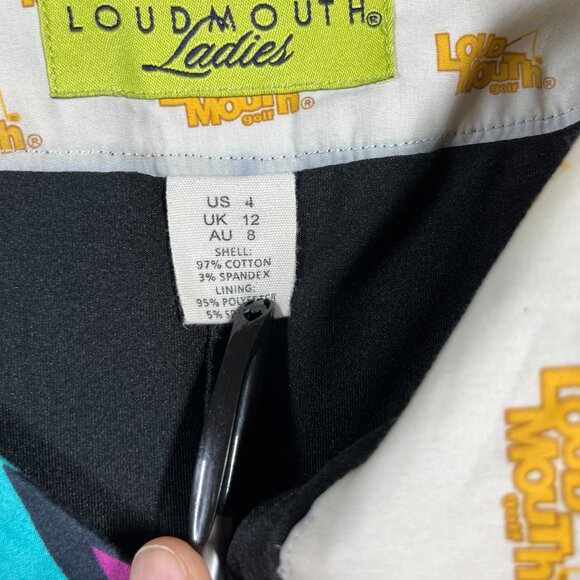 LOUDMOUTH®
Ladies
LOUD
MOUTH®
golf
MOUTH®
golf
US 4
UK 12
AU 8
SHELL:
97% COTTON
3% SPANDEX
LINING:
95% POLYESTER
5%
LOUD
MOUTH
golf